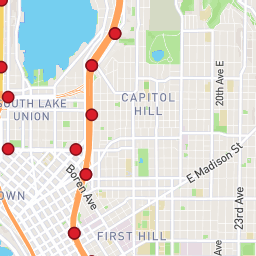 20th Ave E
SOUTH LAKE
UNION
CAPITOL
HILL
E Madison St
Boren Ave
OWN
23rd Ave
FIRST HILL